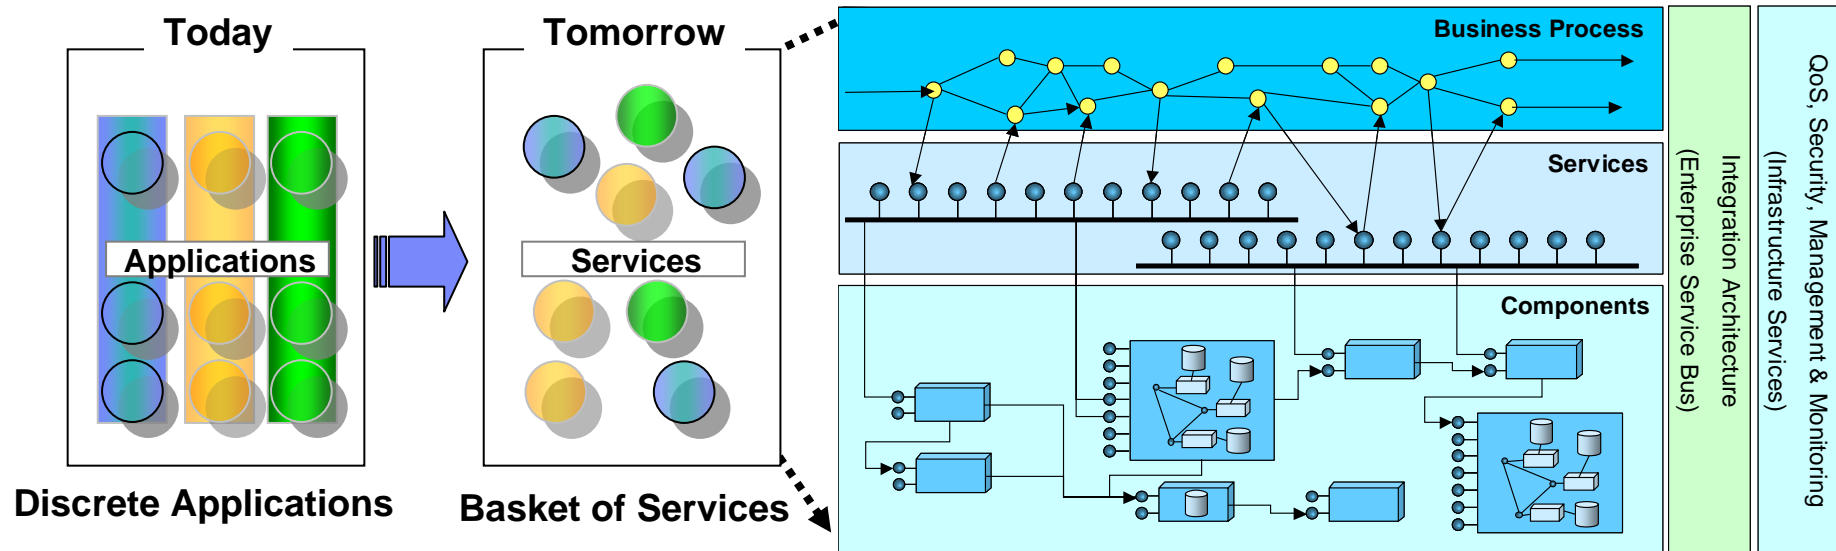 Today
Applications
Discrete Applications
Tomorrow
Services
Basket of Services
Business Process
Services
Components
Integration Architecture
(Enterprise Service Bus)
QoS, Security, Management & Monitoring
(Infrastructure Services)